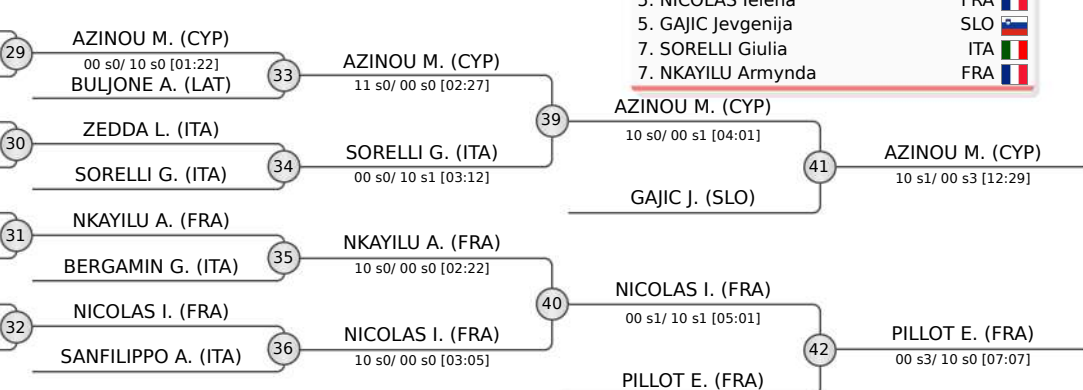 5. NICOLAS Ielena FRA
5. GAJIC Jevgenija SLO
7. SORELLI Giulia ITA
7. NKAYILU Armynda FRA
29
AZINOU M. (CYP)
00 s0/ 10 s0 [01:22]
BULJONE A. (LAT)
33
AZINOU M. (CYP)
11 s0/ 00 s0 [02:27]
30
ZEDDA L. (ITA)
SORELLI G. (ITA)
34
SORELLI G. (ITA)
00 s0/ 10 s1 [03:12]
39
AZINOU M. (CYP)
10 s0/ 00 s1 [04:01]
GAJIC J. (SLO)
41
AZINOU M. (CYP)
10 s1/ 00 s3 [12:29]
31
NKAYILU A. (FRA)
BERGAMIN G. (ITA)
35
NKAYILU A. (FRA)
10 s0/ 00 s0 [02:22]
32
NICOLAS I. (FRA)
SANFILIPPO A. (ITA)
36
NICOLAS I. (FRA)
10 s0/ 00 s0 [03:05]
40
NICOLAS I. (FRA)
00 s1/ 10 s1 [05:01]
PILLOT E. (FRA)
42
PILLOT E. (FRA)
00 s3/ 10 s0 [07:07]